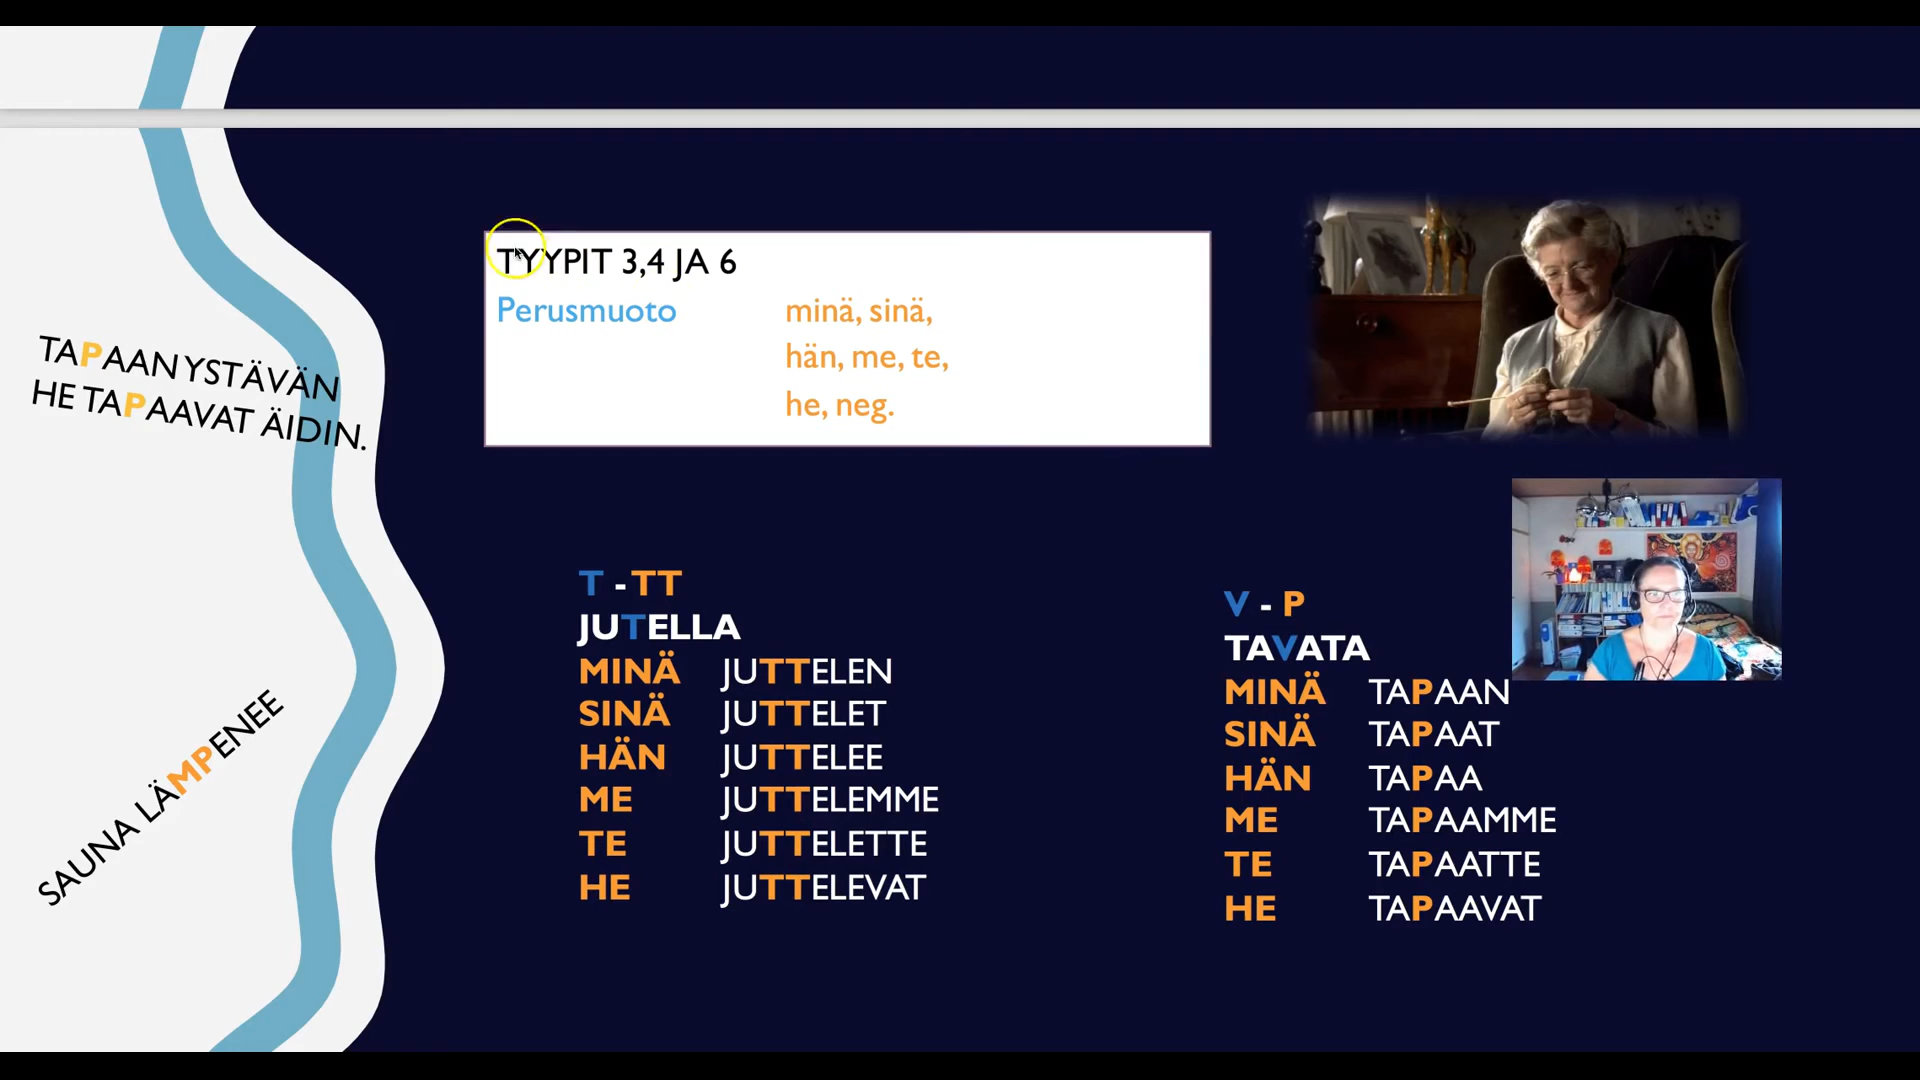 TAPAAN YSTÄVÄN
HE TAPAAVAT ÄIDIN.
SAUNA LÄMPENEE
TYYPIT 3,4 JA 6
Perusmuoto minä, sinä,
hän, me, te,
he, neg.
T - TT
JUTELLA
MINÄ JUTTELEN
SINÄ JUTTELET
HÄN JUTTELEE
ME JUTTELEMME
TE JUTTELETTE
HE JUTTELEVAT
V - P
TAVATA
MINÄ TAPAAN
SINÄ TAPAAT
HÄN TAPAA
ME TAPAAMME
TE TAPAATTE
HE TAPAAVAT